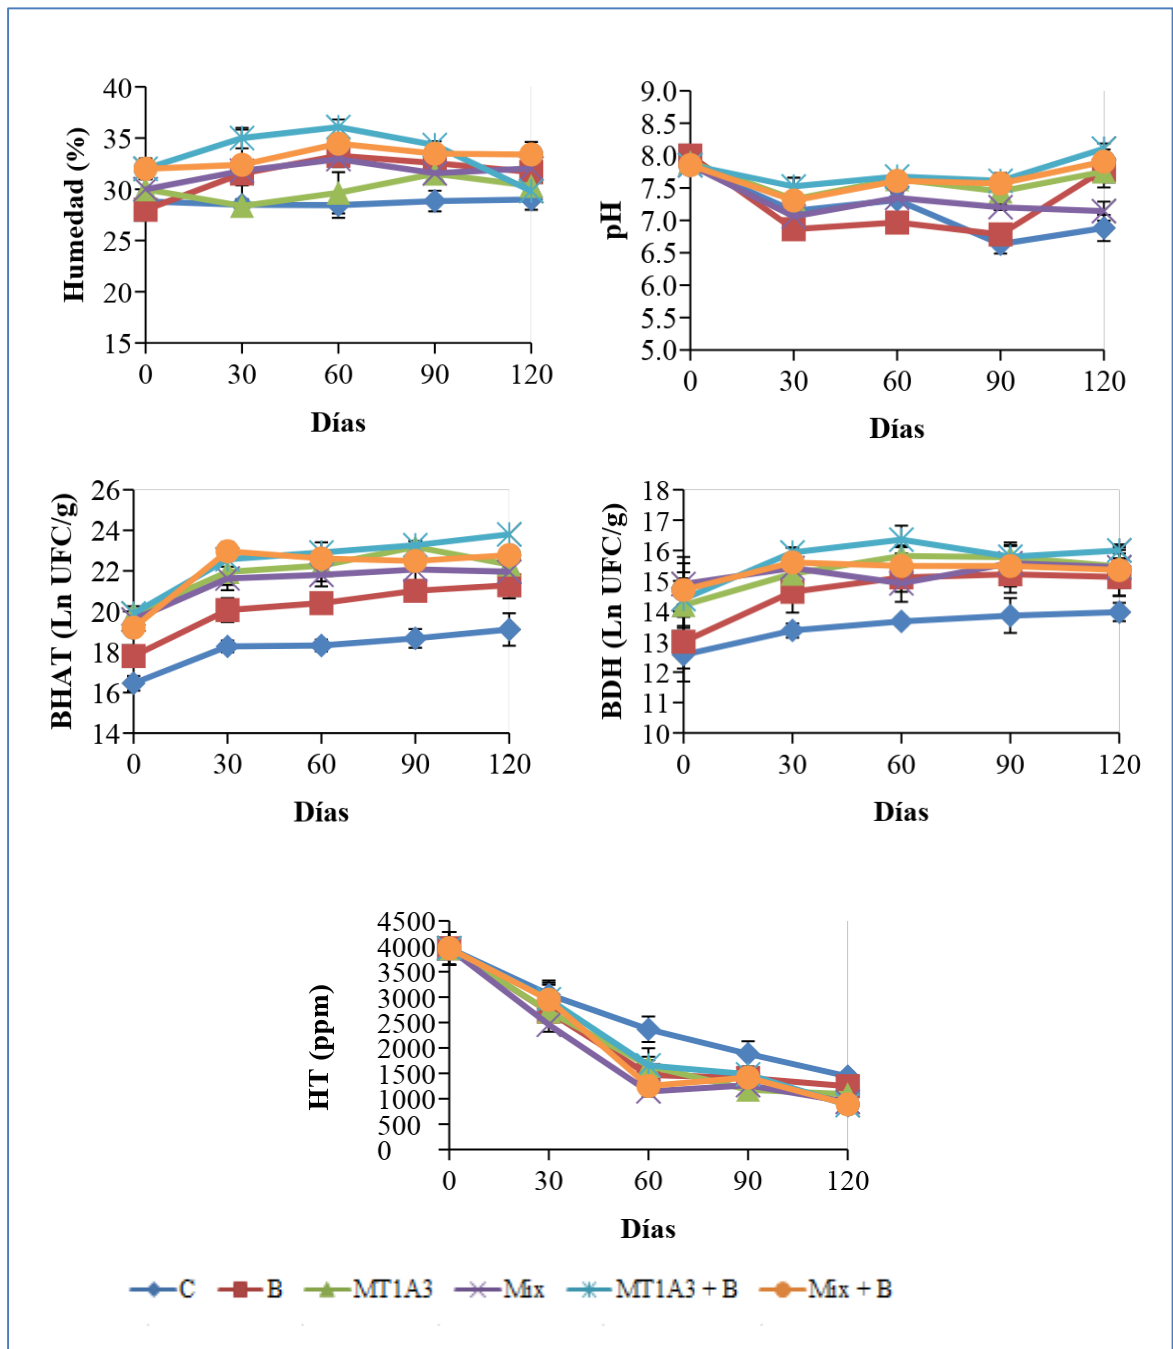 Humedad (%)
40
35
30
25
20
15
0 30 60 90 120
Días
pH
9.0
8.5
8.0
7.5
7.0
6.5
6.0
5.5
5.0
0 30 60 90 120
Días
BHAT (Ln UFC/g)
26
24
22
20
18
16
14
0 30 60 90 120
Días
BDH (Ln UFC/g)
18
17
16
15
14
13
12
11
10
0 30 60 90 120
Días
HT (ppm)
4500
4000
3500
3000
2500
2000
1500
1000
500
0
0 30 60 90 120
Días
C B MT1A3 Mix MT1A3 + B Mix + B